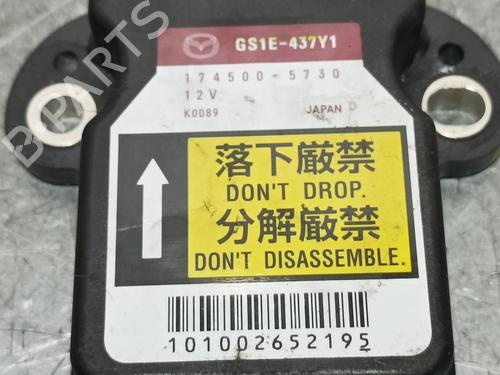 GS1E-437Y1
174500-5730
12V
K0089 JAPAN
落下厳禁
DON'T DROP.
分解厳禁
DON'T DISASSEMBLE.
101002652195
B-PARTS